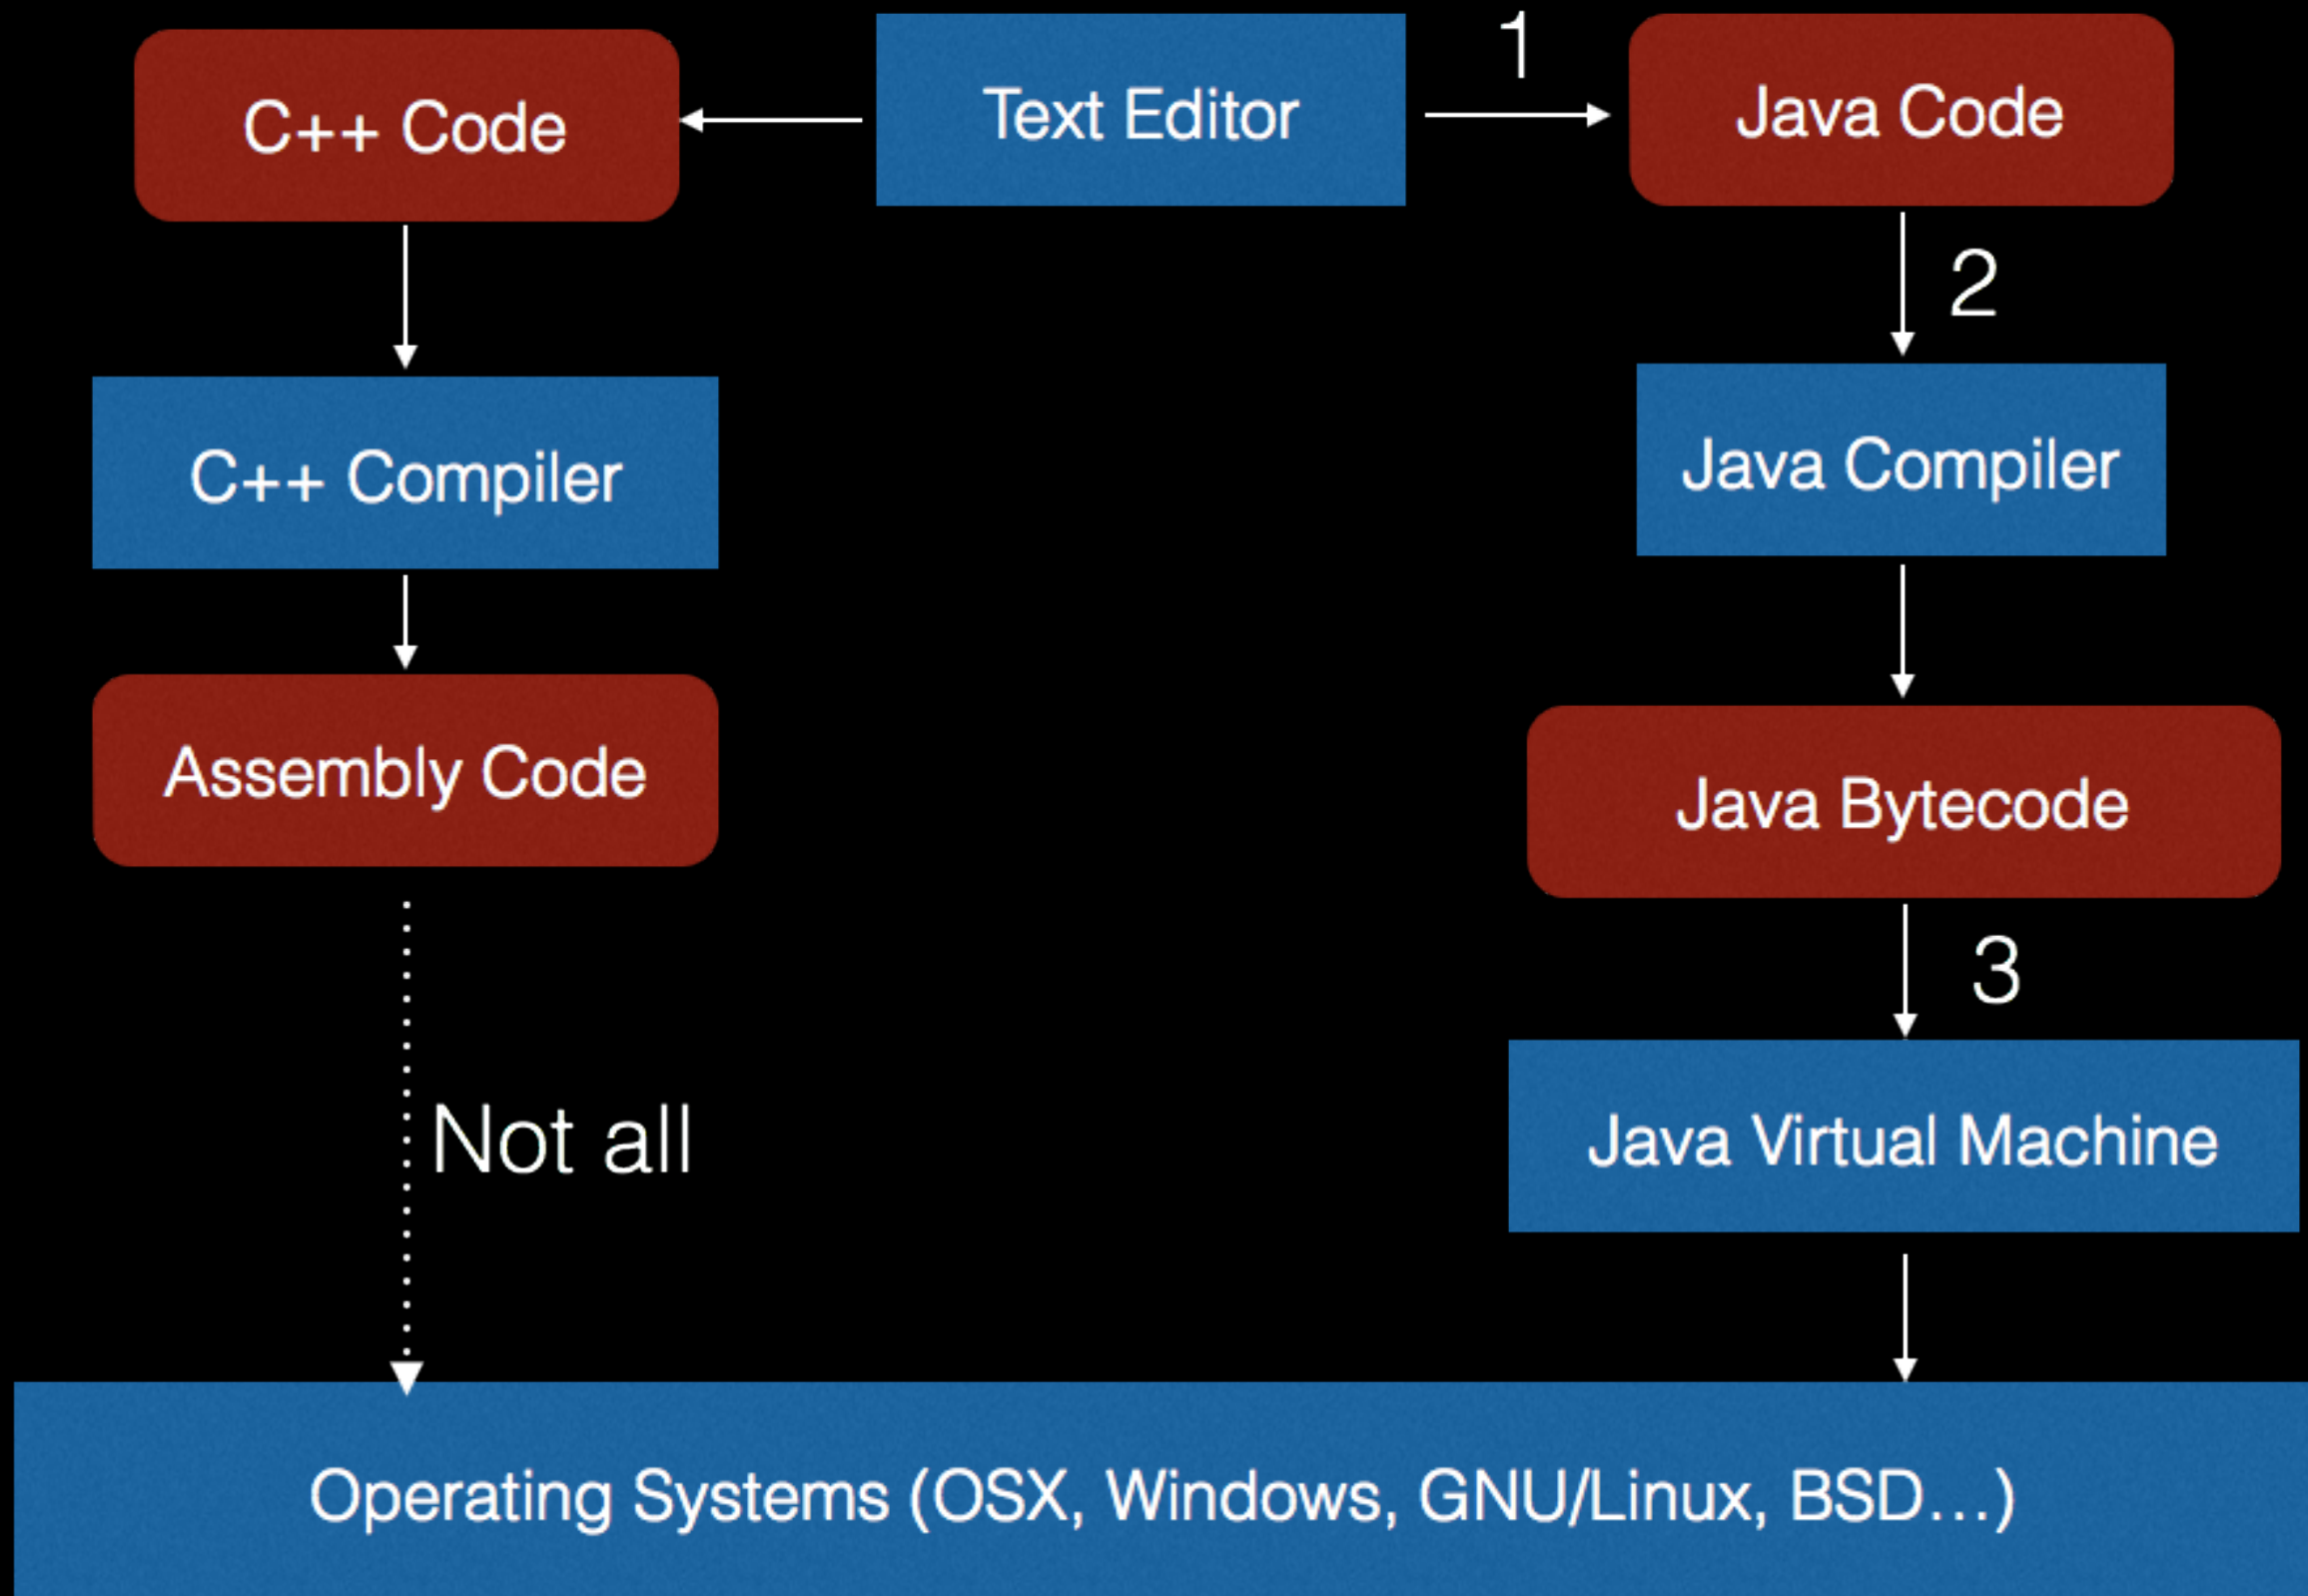 C++ Code
Text Editor
1
Java Code
2
C++ Compiler
Java Compiler
Assembly Code
Java Bytecode
3
Not all
Java Virtual Machine
Operating Systems (OSX, Windows, GNU/Linux, BSD...)